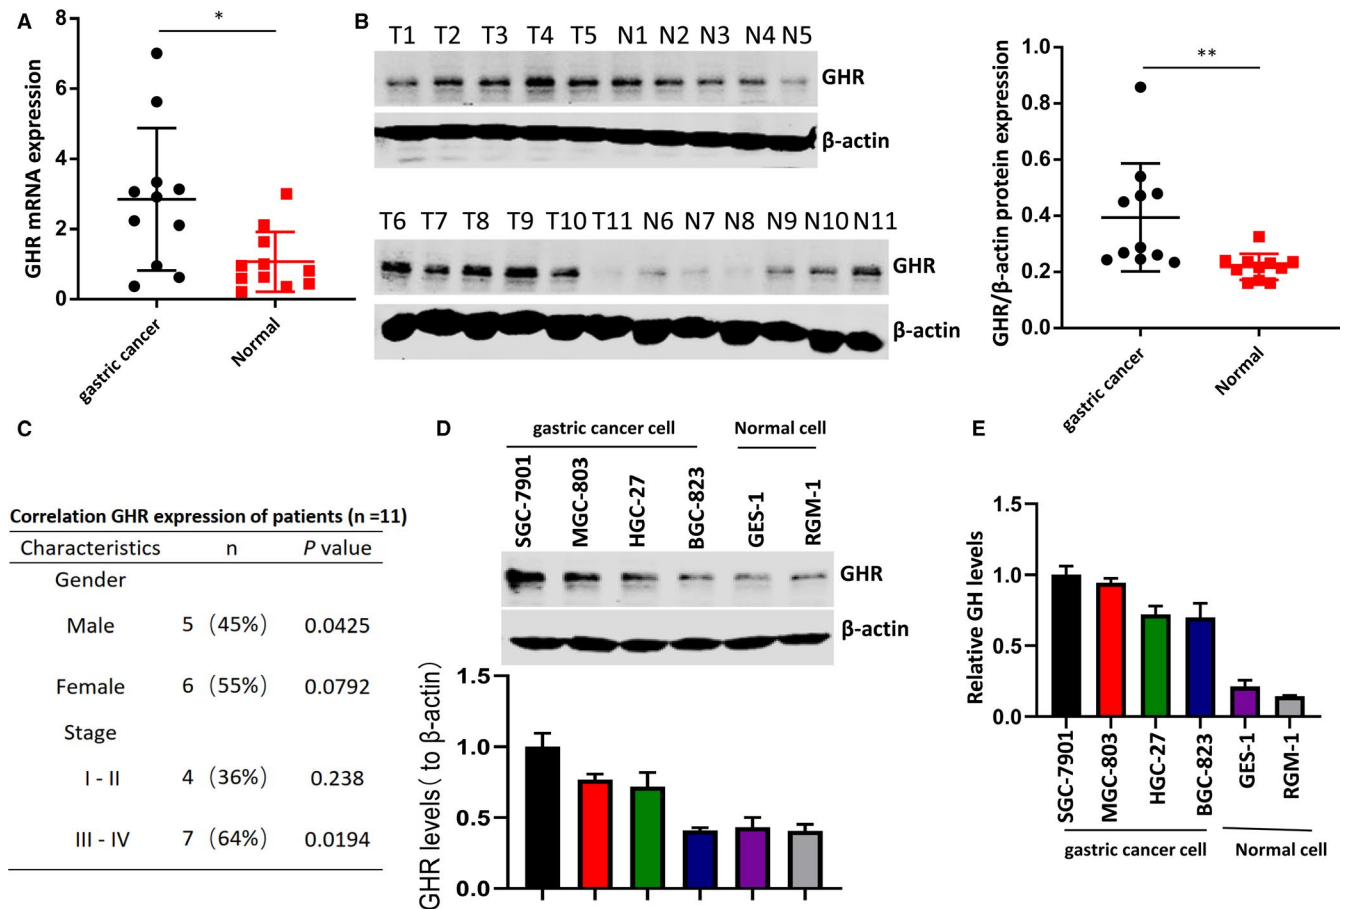 A
8
6
4
2
0
GHR mRNA expression
*
gastric cancer
Normal
B
T1 T2 T3 T4 T5 N1 N2 N3 N4 N5
GHR
β-actin
T6 T7 T8 T9 T10 T11 N6 N7 N8 N9 N10 N11
GHR
β-actin
1.0
0.8
0.6
0.4
0.2
0.0
GHR/β-actin protein expression
**
gastric cancer
Normal
C
Correlation GHR expression of patients (n =11)
Characteristics n P value
Gender
Male 5 (45%) 0.0425
Female 6 (55%) 0.0792
Stage
I - II 4 (36%) 0.238
III - IV 7 (64%) 0.0194
D
gastric cancer cell Normal cell
SGC-7901 MGC-803 HGC-27 BGC-823 GES-1 RGM-1
GHR
β-actin
1.5
1.0
0.5
0.0
GHR levels( to β-actin)
E
1.5
1.0
0.5
0.0
Relative GH levels
SGC-7901 MGC-803 HGC-27 BGC-823 GES-1 RGM-1
gastric cancer cell Normal cell